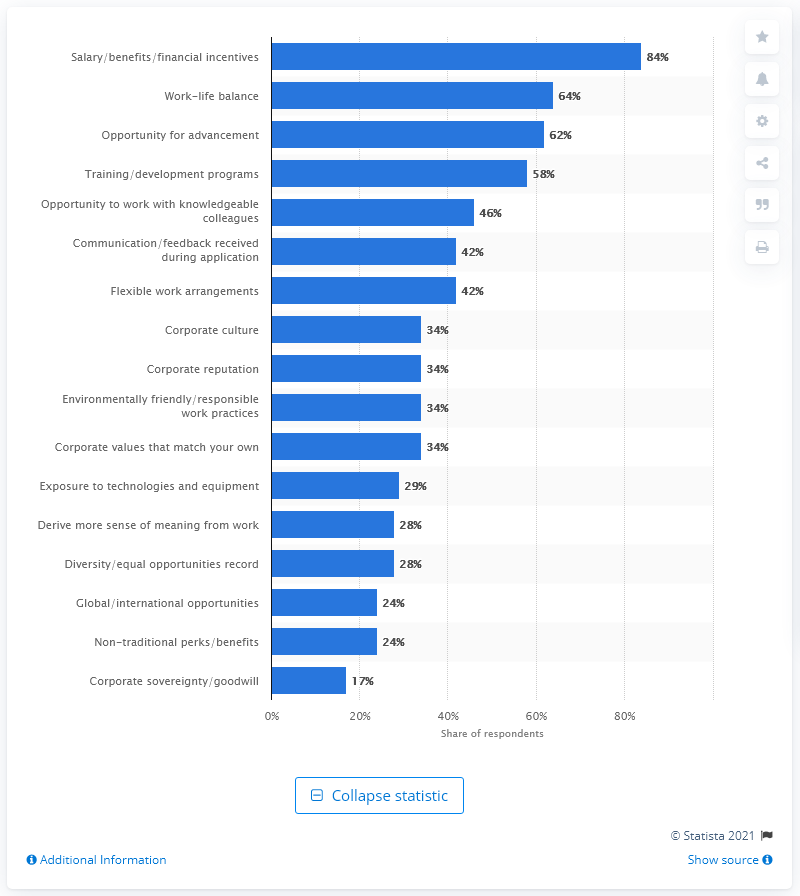 Salary/benefits/financial incentives 84%
Work-life balance 64%
Opportunity for advancement 62%
Training/development programs 58%
Opportunity to work with knowledgeable
colleagues 46%
Communication/feedback received
during application 42%
Flexible work arrangements 42%
Corporate culture 34%
Corporate reputation 34%
Environmentally friendly/responsible
work practices 34%
Corporate values that match your own 34%
Exposure to technologies and equipment 29%
Derive more sense of meaning from work 28%
Diversity/equal opportunities record 28%
Global/international opportunities 24%
Non-traditional perks/benefits 24%
Corporate sovereignty/goodwill 17%
0% 20% 40% 60% 80%
Share of respondents
Collapse statistic
© Statista 2021
Additional Information Show source